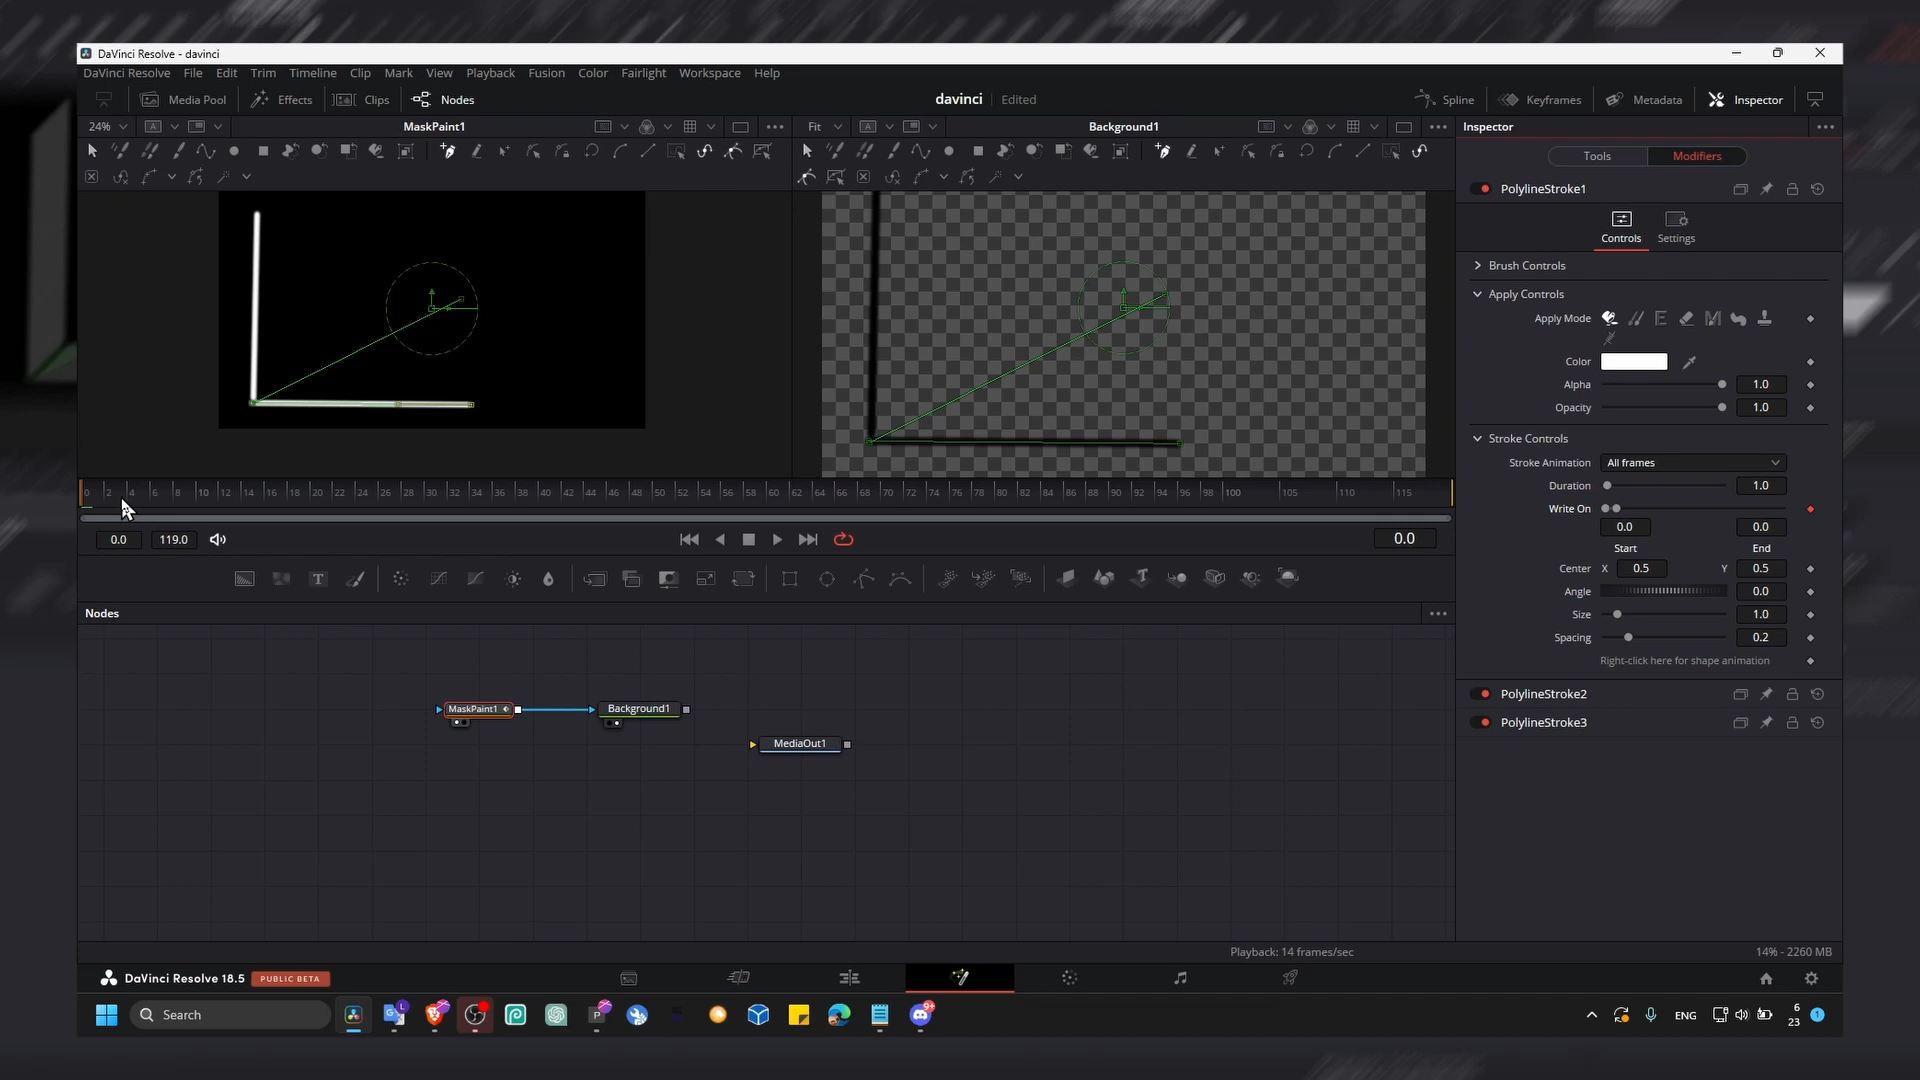 DaVinci Resolve - davinci
DaVinci Resolve File Edit Trim Timeline Clip Mark View Playback Fusion Color Fairlight Workspace Help
Media Pool Effects Clips Nodes davinci Edited Spline Keyframes Metadata Inspector
24% A MaskPaint1 Fit A Background1 Inspector
Tools Modifiers
PolylineStroke1
Controls Settings
Brush Controls
Apply Controls
Apply Mode
Color
Alpha 1.0
Opacity 1.0
Stroke Controls
Stroke Animation All frames
Duration 1.0
Write On
0.0 0.0
Start End
Center X 0.5 Y 0.5
Angle 0.0
Size 1.0
Spacing 0.2
Right-click here for shape animation
PolylineStroke2
PolylineStroke3
0 2 4 6 8 10 12 14 16 18 20 22 24 26 28 30 32 34 36 38 40 42 44 46 48 50 52 54 56 58 60 62 64 66 68 70 72 74 76 78 80 82 84 86 88 90 92 94 96 98 100 105 110 115
0.0 119.0 0.0
Nodes
MaskPaint1 Background1
MediaOut1
Playback: 14 frames/sec 14% - 2260 MB
DaVinci Resolve 18.5 PUBLIC BETA
Search L P 9+ ENG 6
23 1